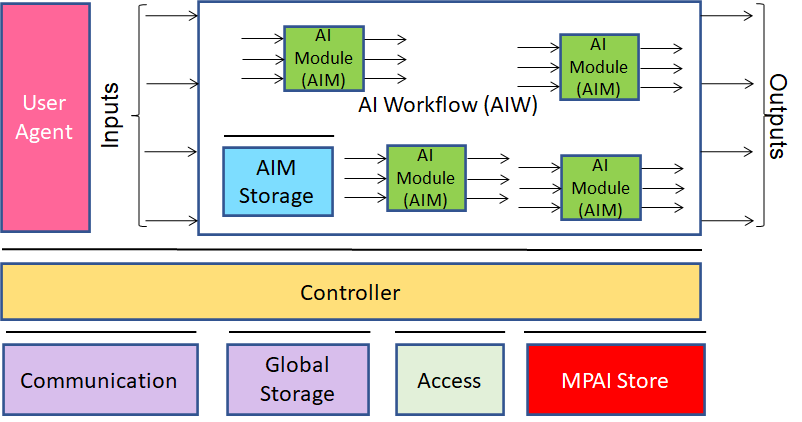 User
Agent
Inputs
AI
Module
(AIM)
AI
Module
(AIM)
AI Workflow (AIW)
AIM
Storage
AI
Module
(AIM)
AI
Module
(AIM)
Outputs
Controller
Communication
Global
Storage
Access
MPAI Store